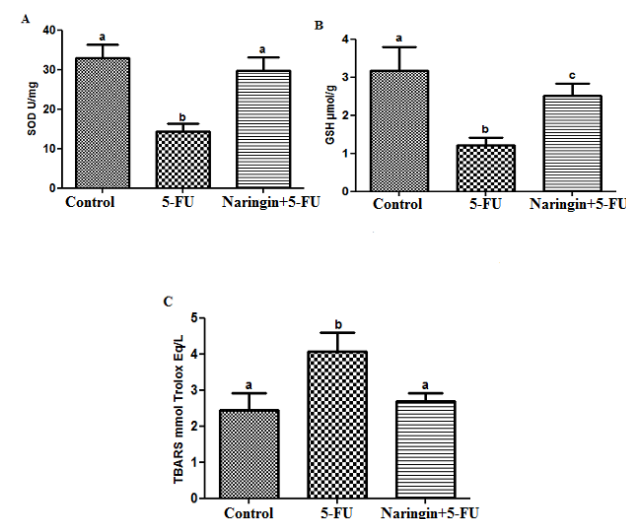 A
SOD U/mg
40
30
20
10
0
a
b
a
Control 5-FU Naringin+5-FU
B
GSH µmol/g
4
3
2
1
0
a
b
c
Control 5-FU Naringin+5-FU
C
TBARS mmol Trolox Eq/L
5
4
3
2
1
0
a
b
a
Control 5-FU Naringin+5-FU